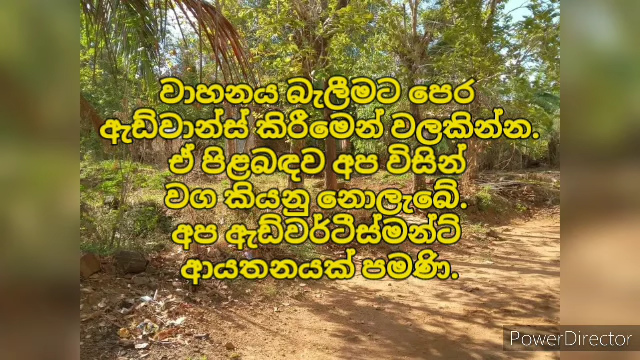 වාහනය බැලීමට පෙර
ඇඩ්වාන්ස් කිරීමෙන් වලකින්න.
ඒ පිළබඳව අප විසින්
වග කියනු නොලැබේ.
අප ඇඩ්වර්ටීස්මන්ට්
ආයතනයක් පමණි.
PowerDirector